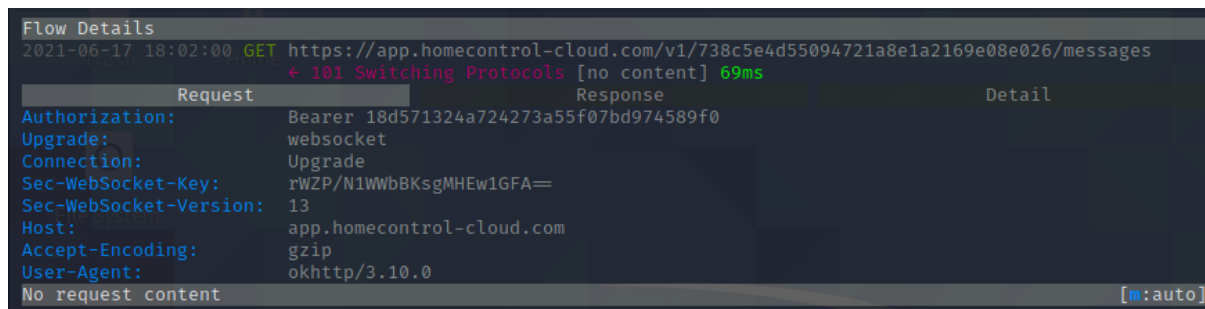 Flow Details
2021-06-17 18:02:00 GET https://app.homecontrol-cloud.com/v1/738c5e4d55094721a8e1a2169e08e026/messages
← 101 Switching Protocols [no content] 69ms
Request Response Detail
Authorization: Bearer 18d571324a724273a55f07bd974589f0
Upgrade: websocket
Connection: Upgrade
Sec-WebSocket-Key: rWZP/N1WWbBKsgMHEw1GFA==
Sec-WebSocket-Version: 13
Host: app.homecontrol-cloud.com
Accept-Encoding: gzip
User-Agent: okhttp/3.10.0
No request content [m:auto]